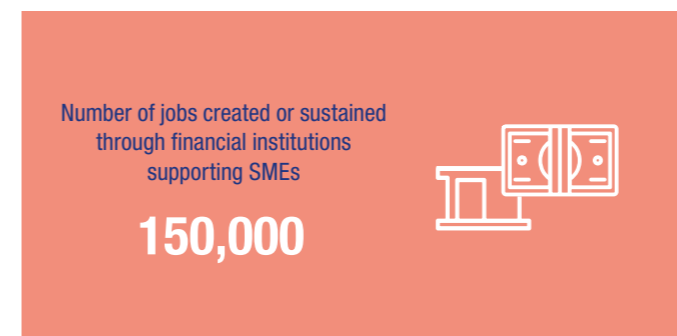 Number of jobs created or sustained
through financial institutions
supporting SMEs
150,000